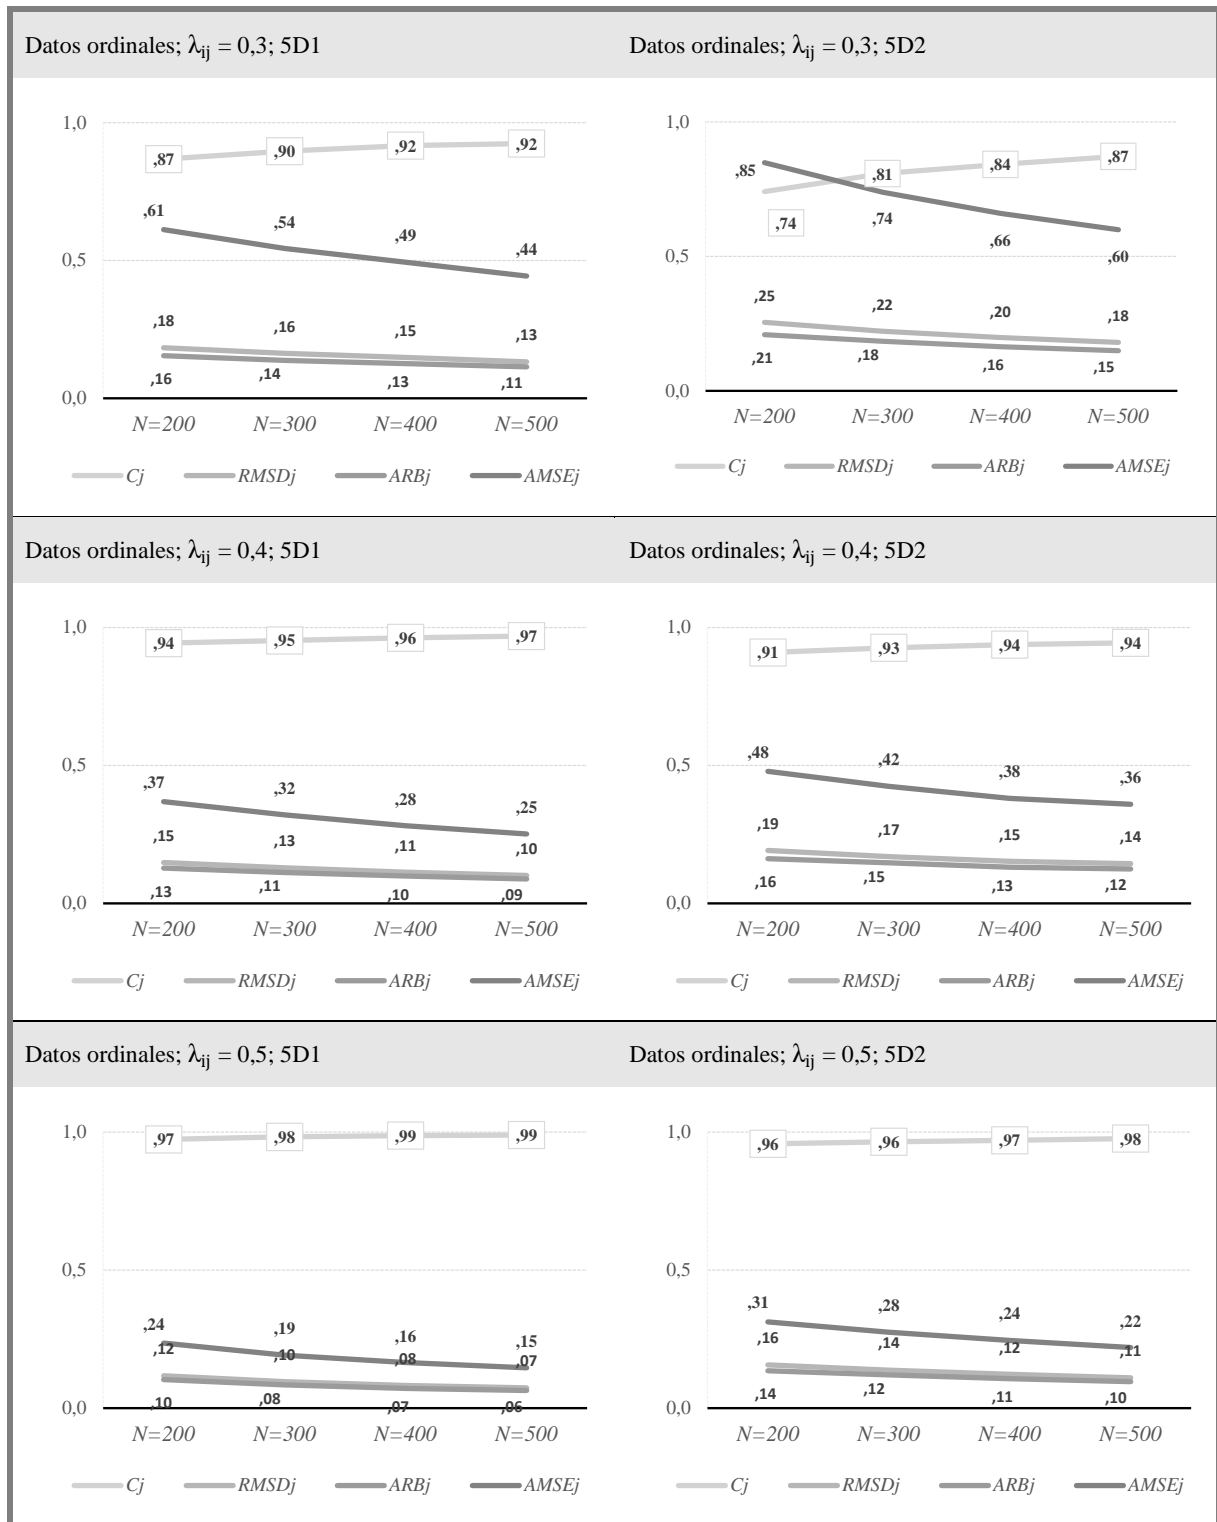 Datos ordinales; λij = 0,3; 5D1
Datos ordinales; λij = 0,3; 5D2
1,0
,87 ,90 ,92 ,92
,61 ,54 ,49 ,44
0,5
,18 ,16 ,15 ,13
,16 ,14 ,13 ,11
0,0
N=200 N=300 N=400 N=500
Cj RMSDj ARBj AMSEj
1,0
,85 ,81 ,84 ,87
,74 ,74 ,66 ,60
0,5
,25 ,22 ,20 ,18
,21 ,18 ,16 ,15
0,0
N=200 N=300 N=400 N=500
Cj RMSDj ARBj AMSEj
Datos ordinales; λij = 0,4; 5D1
Datos ordinales; λij = 0,4; 5D2
1,0
,94 ,95 ,96 ,97
0,5
,37 ,32 ,28 ,25
,15 ,13 ,11 ,10
,13 ,11 ,10 ,09
0,0
N=200 N=300 N=400 N=500
Cj RMSDj ARBj AMSEj
1,0
,91 ,93 ,94 ,94
0,5
,48 ,42 ,38 ,36
,19 ,17 ,15 ,14
,16 ,15 ,13 ,12
0,0
N=200 N=300 N=400 N=500
Cj RMSDj ARBj AMSEj
Datos ordinales; λij = 0,5; 5D1
Datos ordinales; λij = 0,5; 5D2
1,0
,97 ,98 ,99 ,99
0,5
,24 ,19 ,16 ,15
,12 ,10 ,08 ,07
,10 ,08 ,07 ,06
0,0
N=200 N=300 N=400 N=500
Cj RMSDj ARBj AMSEj
1,0
,96 ,96 ,97 ,98
0,5
,31 ,28 ,24 ,22
,16 ,14 ,12 ,11
,14 ,12 ,11 ,10
0,0
N=200 N=300 N=400 N=500
Cj RMSDj ARBj AMSEj